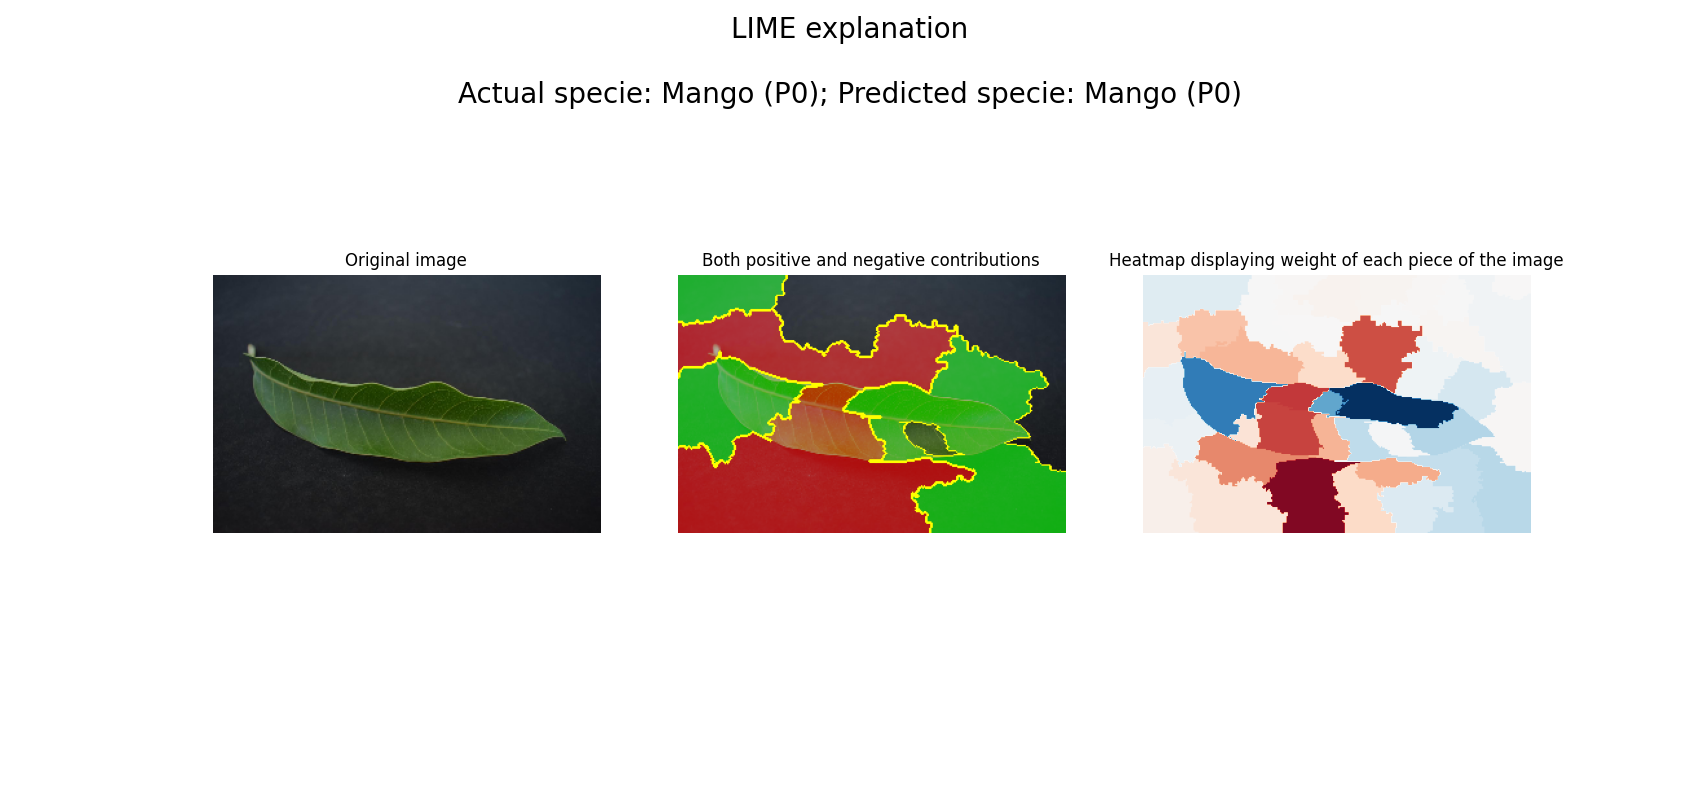 LIME explanation
Actual specie: Mango (P0); Predicted specie: Mango (P0)
Original image
Both positive and negative contributions
Heatmap displaying weight of each piece of the image